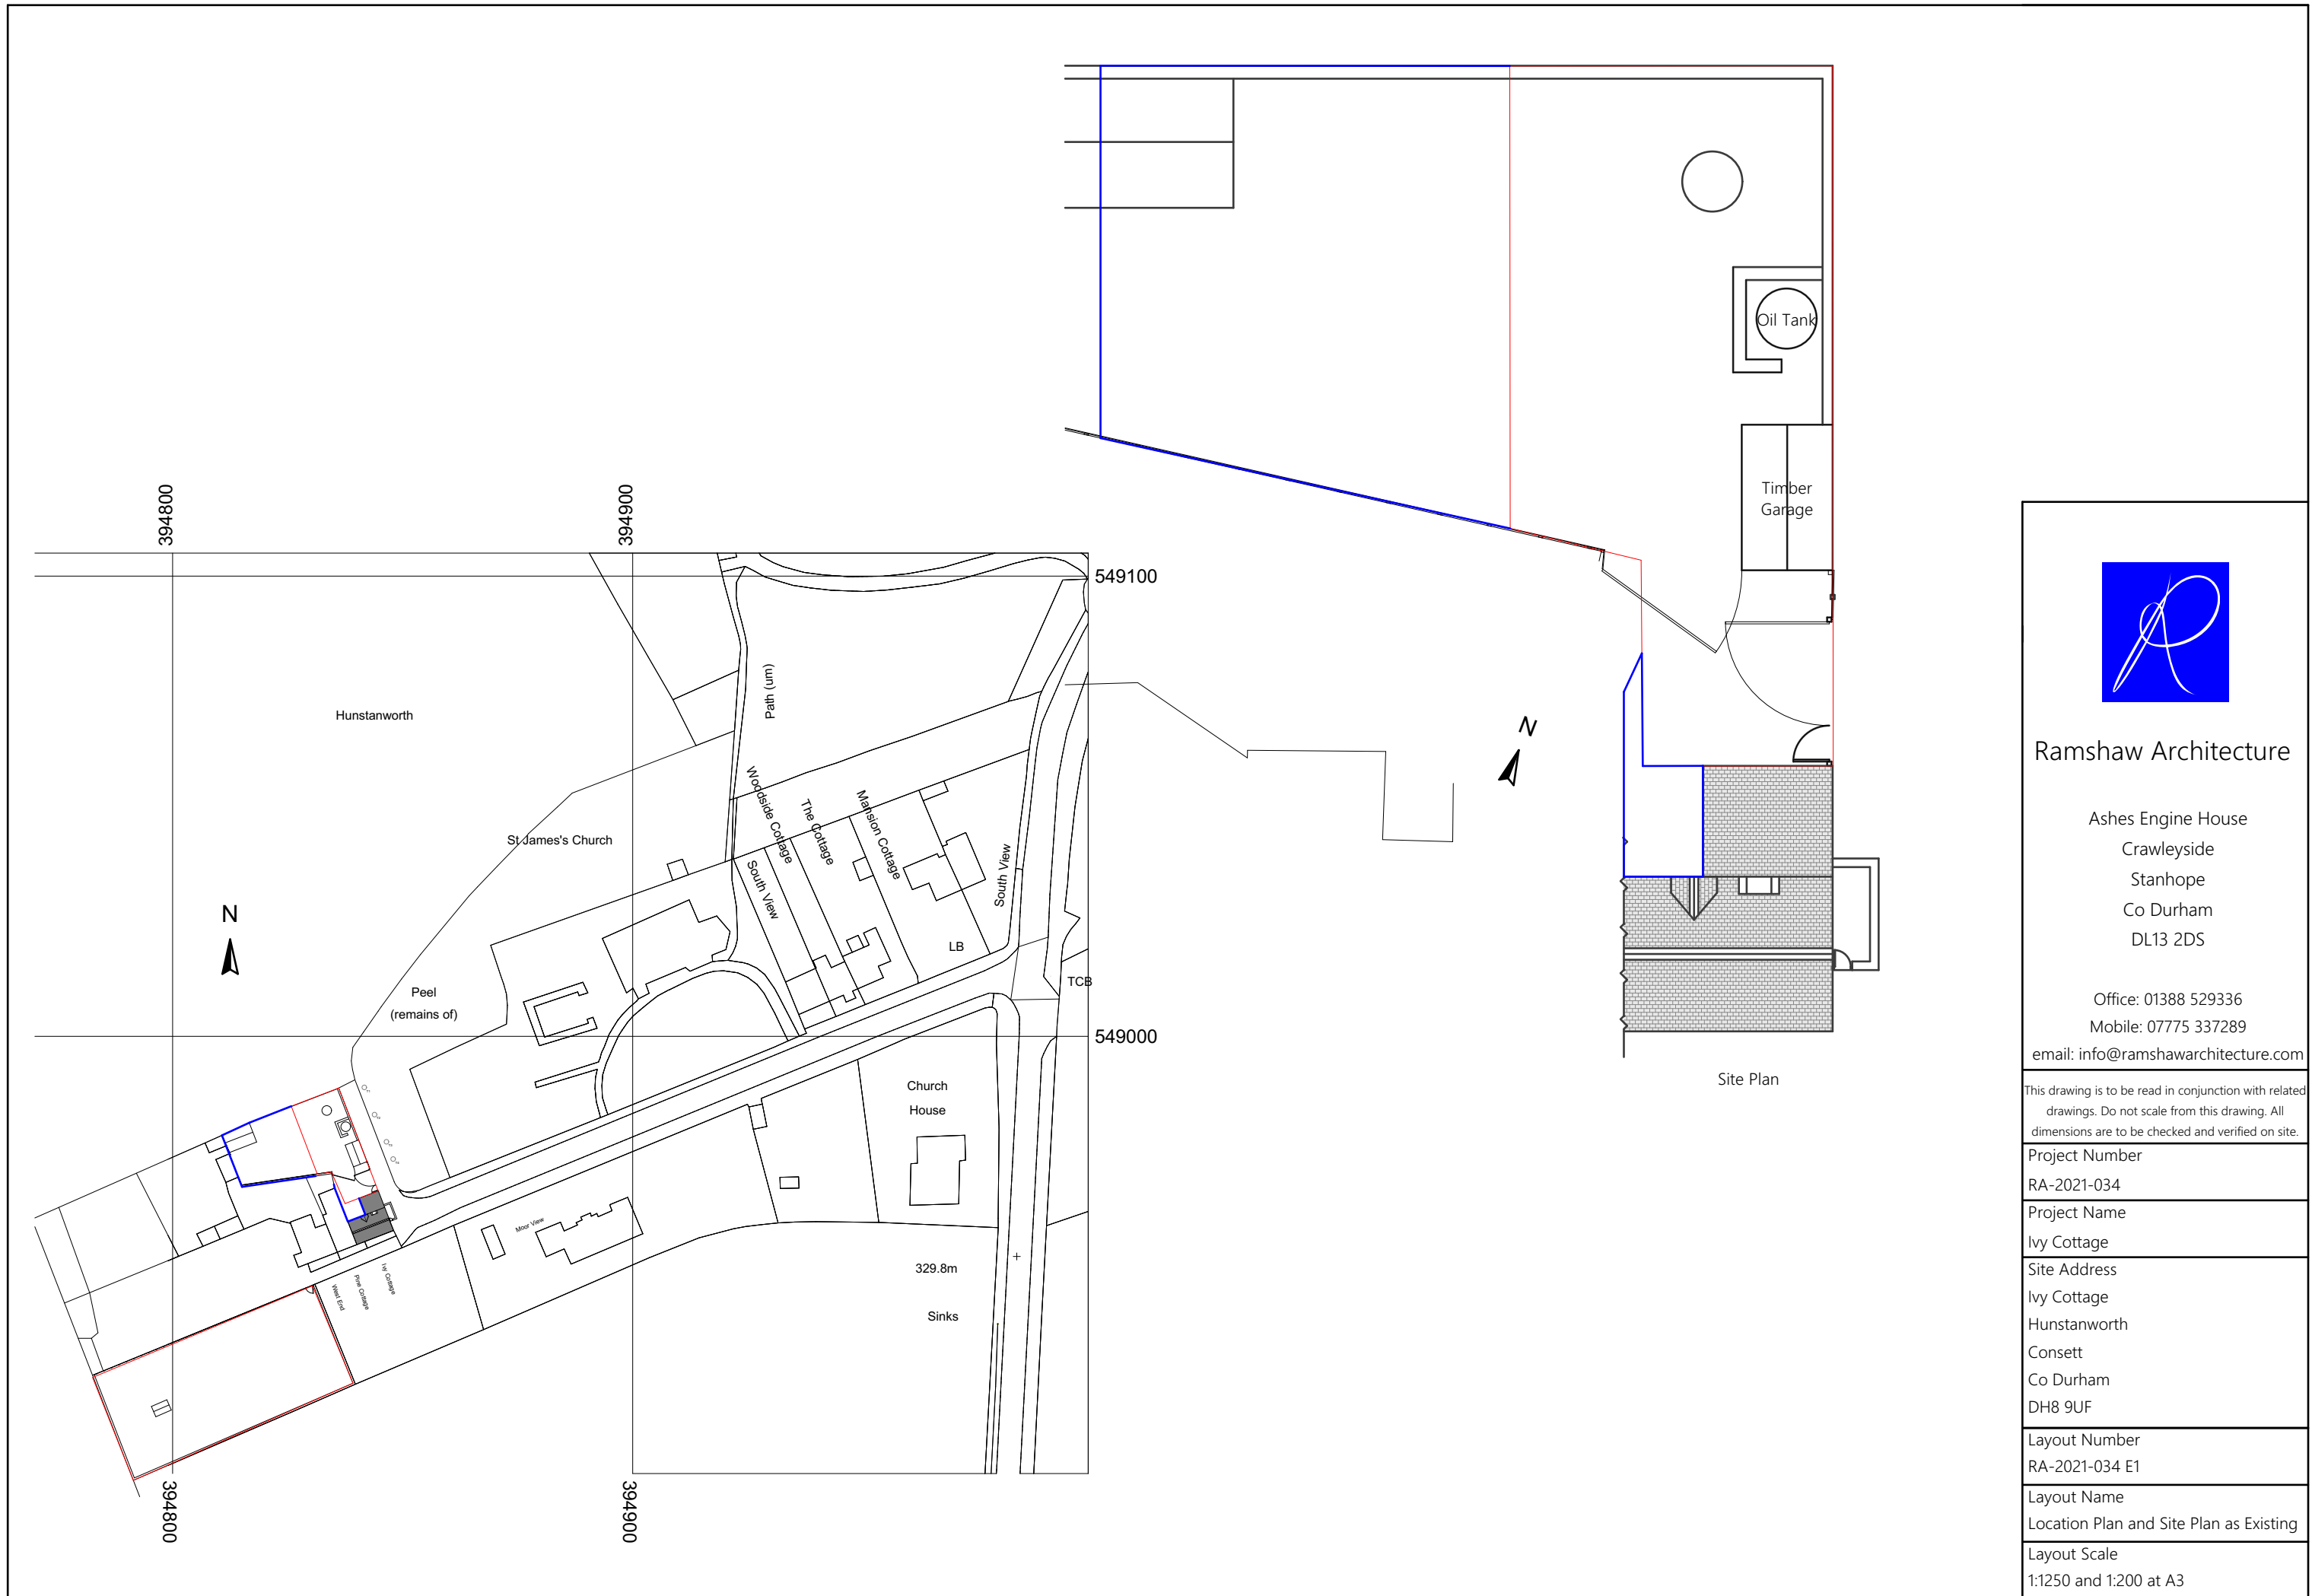 Oil Tank
Timber
Garage
N
Site Plan
394800
394900
549100
Hunstanworth
Path (um)
Woodside Cottage
The Cottage
Mansion Cottage
South View
South View
St James's Church
N
LB
TCB
Peel
(remains of)
549000
Church
House
Moor View
Ivy Cottage
Pine Cottage
West End
329.8m
Sinks
394800
394900
Ramshaw Architecture
Ashes Engine House
Crawleyside
Stanhope
Co Durham
DL13 2DS
Office: 01388 529336
Mobile: 07775 337289
email: info@ramshawarchitecture.com
This drawing is to be read in conjunction with related
drawings. Do not scale from this drawing. All
dimensions are to be checked and verified on site.
Project Number
RA-2021-034
Project Name
Ivy Cottage
Site Address
Ivy Cottage
Hunstanworth
Consett
Co Durham
DH8 9UF
Layout Number
RA-2021-034 E1
Layout Name
Location Plan and Site Plan as Existing
Layout Scale
1:1250 and 1:200 at A3